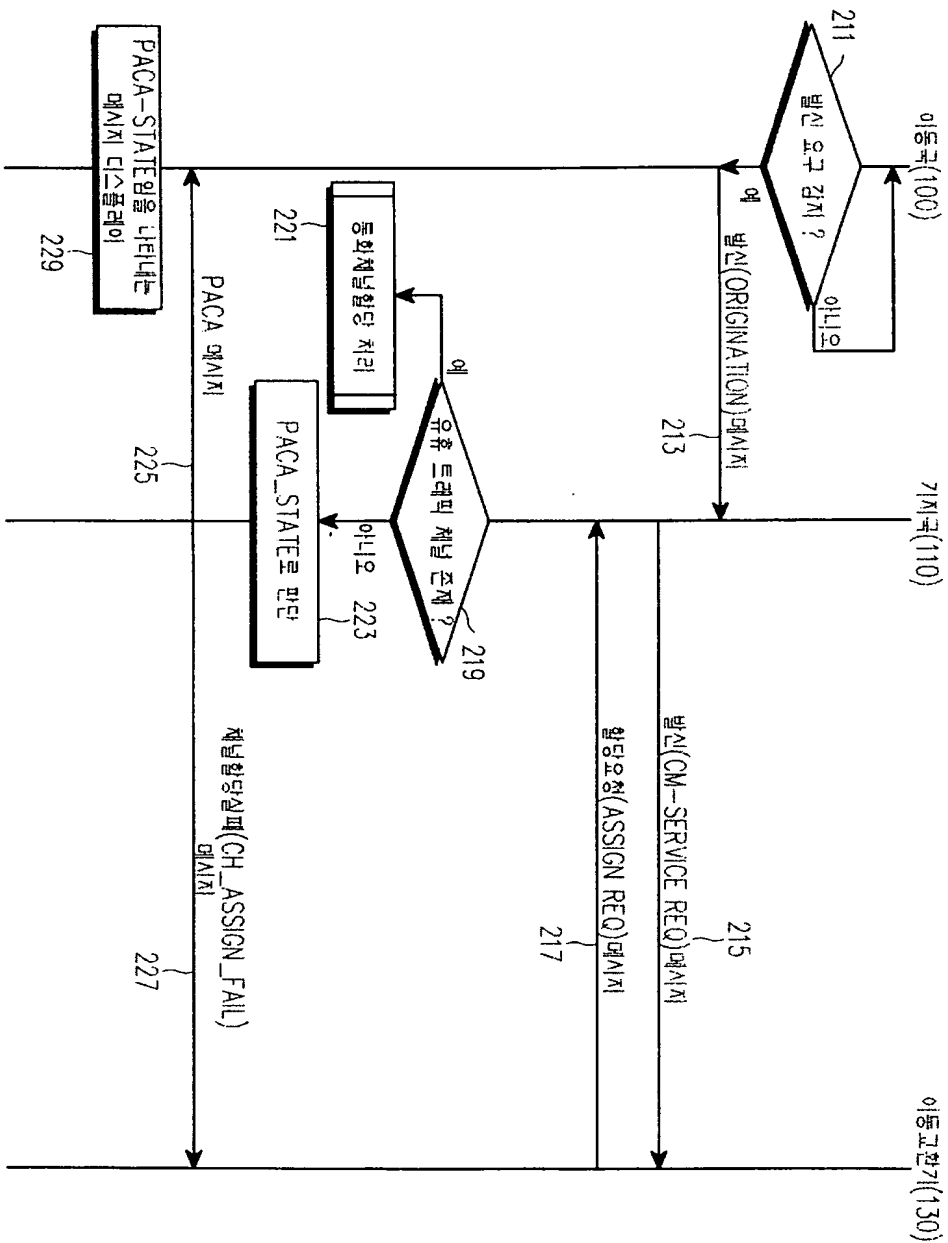 이동국(100)
기지국(110)
이동교환기(130)
211
발신 요구 감지 ?
아니오
예
발신(ORIGINATION)메시지
213
발신(CM-SERVICE REQ)메시지
215
할당요청(ASSIGN REQ)메시지
217
유휴 트래픽 채널 존재 ?
219
예
아니오
통화채널할당 처리
221
PACA_STATE로 판단
223
PACA 메시지
225
채널할당실패(CH_ASSIGN_FAIL)
메시지
227
PACA-STATE임을 나타내는
메시지 디스플레이
229